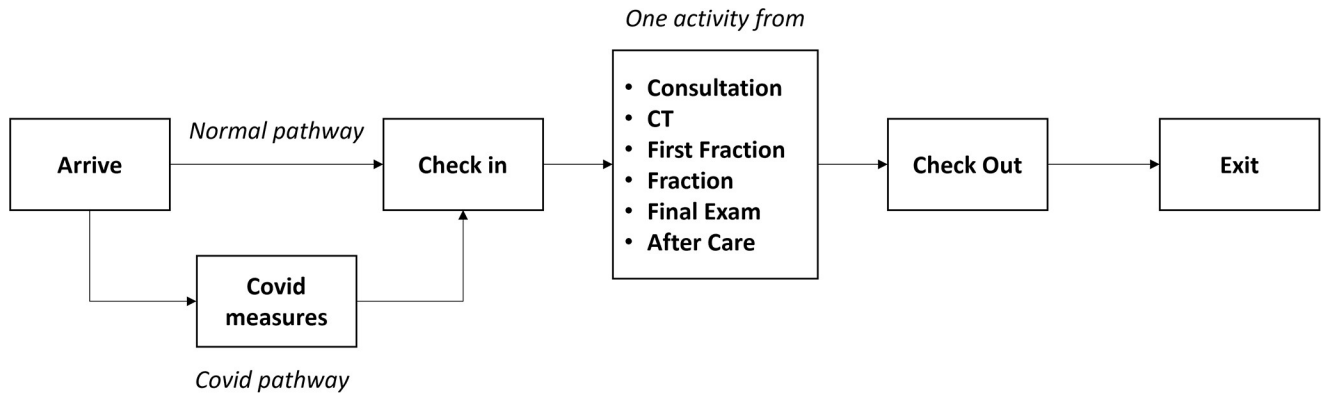 One activity from
• Consultation
• CT
• First Fraction
• Fraction
• Final Exam
• After Care
Arrive
Normal pathway
Check in
Check Out
Exit
Covid
measures
Covid pathway